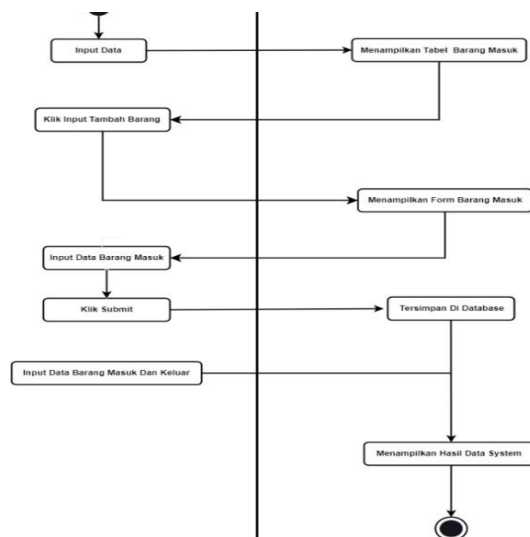 Input Data
Menampilkan Tabel Barang Masuk
Klik Input Tambah Barang
Menampilkan Form Barang Masuk
Input Data Barang Masuk
Klik Submit
Tersimpan Di Database
Input Data Barang Masuk Dan Keluar
Menampilkan Hasil Data System